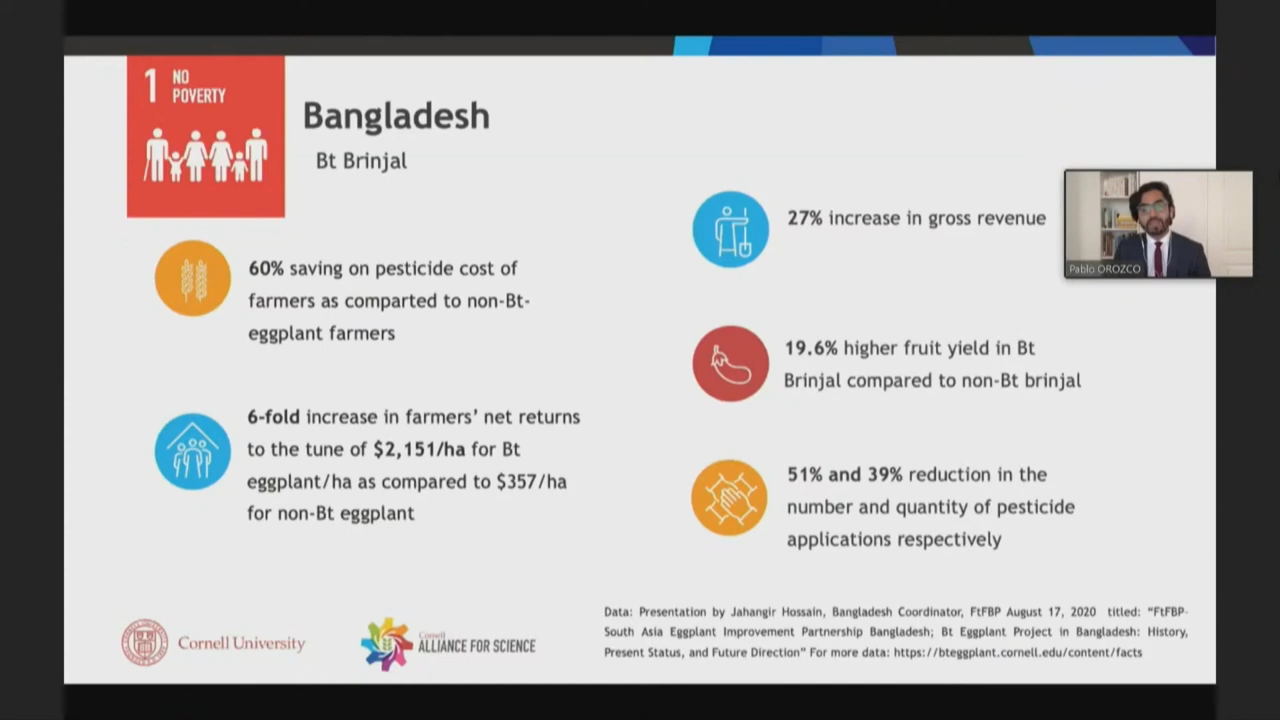 1 NO
POVERTY
Bangladesh
Bt Brinjal
60% saving on pesticide cost of
farmers as comparted to non-Bt-
eggplant farmers
6-fold increase in farmers’ net returns
to the tune of $2,151/ha for Bt
eggplant/ha as compared to $357/ha
for non-Bt eggplant
27% increase in gross revenue
19.6% higher fruit yield in Bt
Brinjal compared to non-Bt brinjal
51% and 39% reduction in the
number and quantity of pesticide
applications respectively
Pablo OROZCO
Cornell University
Cornell
ALLIANCE FOR SCIENCE
Data: Presentation by Jahangir Hossain, Bangladesh Coordinator, FtFBP August 17, 2020 titled: “FtFBP-
South Asia Eggplant Improvement Partnership Bangladesh; Bt Eggplant Project in Bangladesh: History,
Present Status, and Future Direction” For more data: https://bteggplant.cornell.edu/content/facts